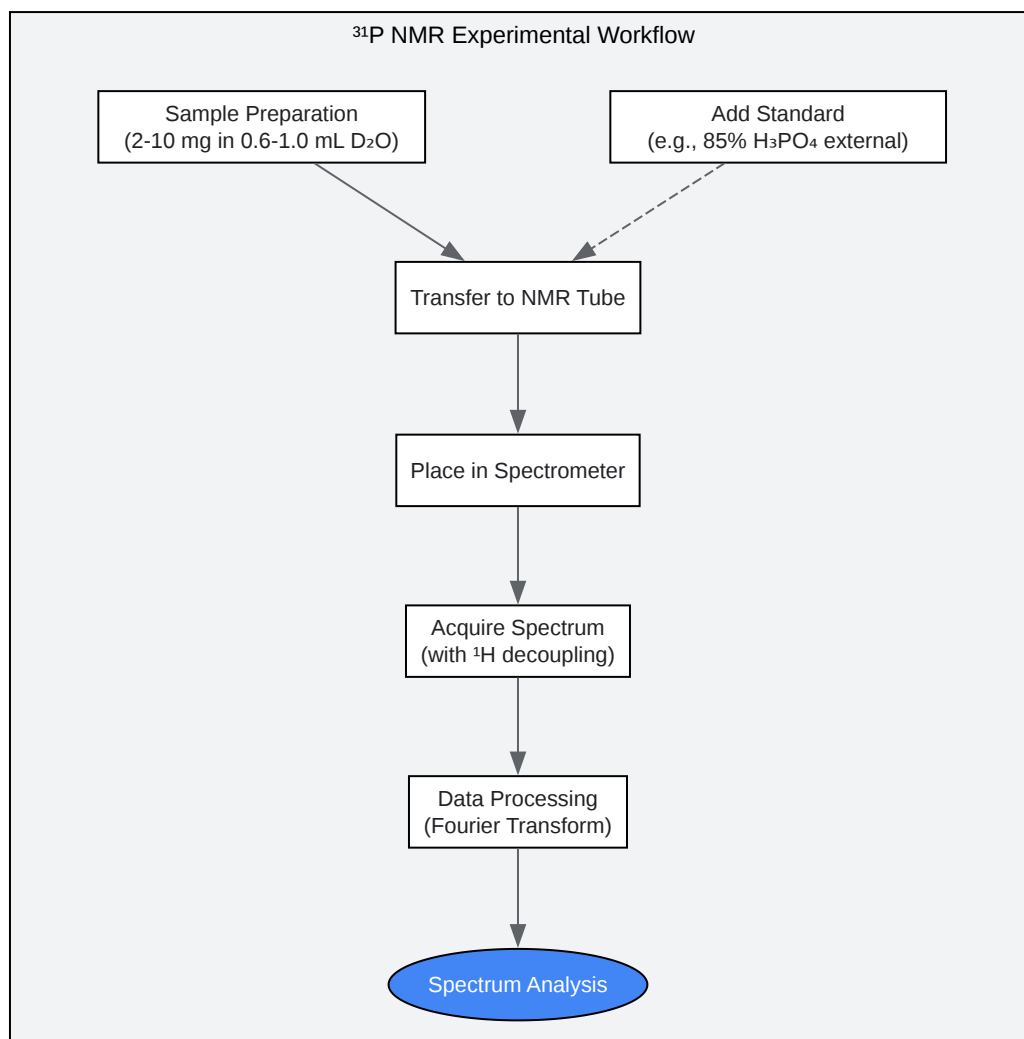 ³¹P NMR Experimental Workflow
Sample Preparation
(2-10 mg in 0.6-1.0 mL D₂O)
Add Standard
(e.g., 85% H₃PO₄ external)
Transfer to NMR Tube
Place in Spectrometer
Acquire Spectrum
(with ¹H decoupling)
Data Processing
(Fourier Transform)
Spectrum Analysis